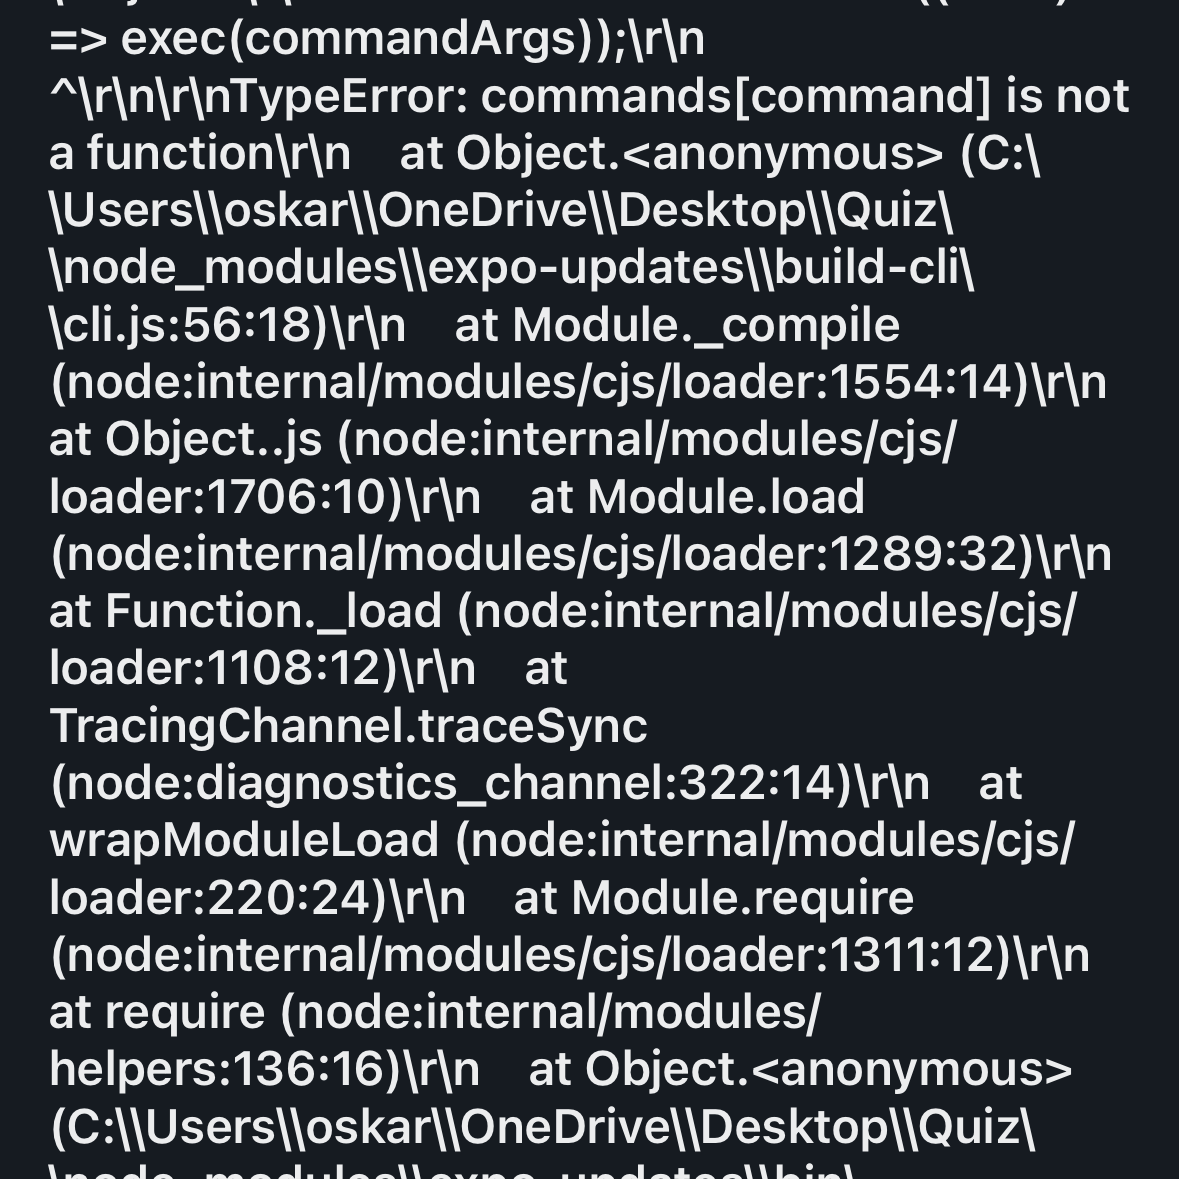 => exec(commandArgs));\r\n
^\r\n\r\nTypeError: commands[command] is not
a function\r\n    at Object.<anonymous> (C:\
\Users\\oskar\\OneDrive\\Desktop\\Quiz\
\node_modules\\expo-updates\\build-cli\
\cli.js:56:18)\r\n    at Module._compile
(node:internal/modules/cjs/loader:1554:14)\r\n
at Object..js (node:internal/modules/cjs/
loader:1706:10)\r\n    at Module.load
(node:internal/modules/cjs/loader:1289:32)\r\n
at Function._load (node:internal/modules/cjs/
loader:1108:12)\r\n    at
TracingChannel.traceSync
(node:diagnostics_channel:322:14)\r\n    at
wrapModuleLoad (node:internal/modules/cjs/
loader:220:24)\r\n    at Module.require
(node:internal/modules/cjs/loader:1311:12)\r\n
at require (node:internal/modules/
helpers:136:16)\r\n    at Object.<anonymous>
(C:\\Users\\oskar\\OneDrive\\Desktop\\Quiz\
\node_modules\\expo-updates\\bin\